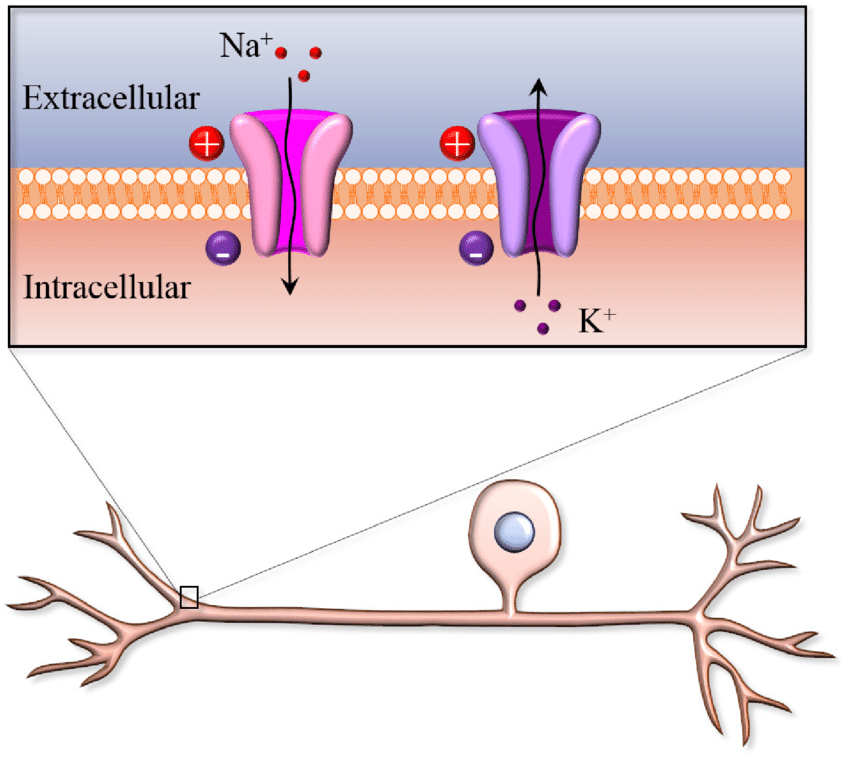 Na⁺
Extracellular
+
+
-
-
Intracellular
K⁺